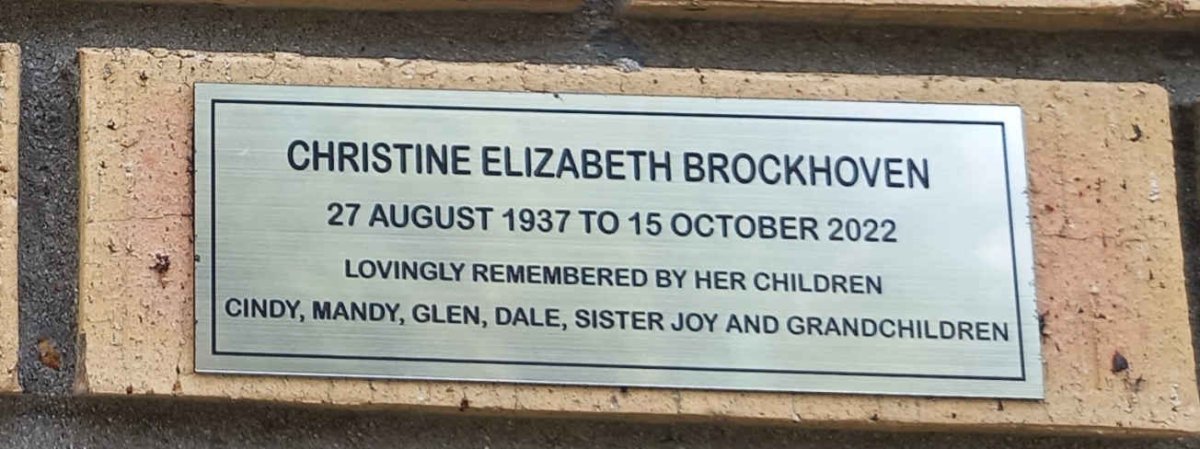 CHRISTINE ELIZABETH BROCKHOVEN
27 AUGUST 1937 TO 15 OCTOBER 2022
LOVINGLY REMEMBERED BY HER CHILDREN
CINDY, MANDY, GLEN, DALE, SISTER JOY AND GRANDCHILDREN